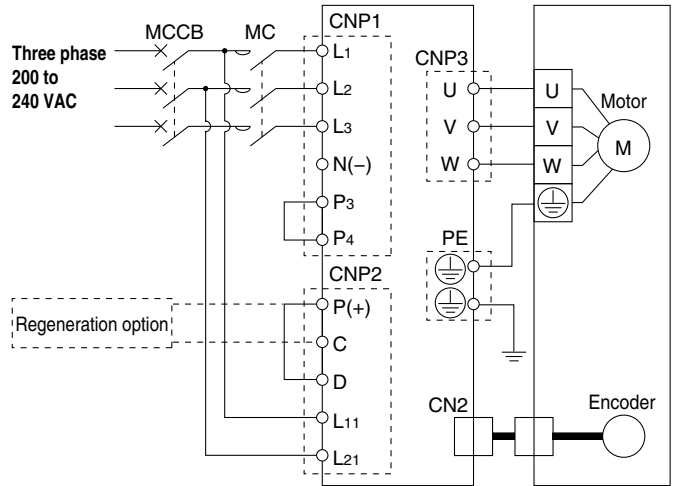 Three phase
200 to
240 VAC
MCCB
MC
CNP1
L1
L2
L3
N(−)
P3
P4
CNP2
P(+)
C
D
L11
L21
Regeneration option
CNP3
U
V
W
PE
CN2
U
V
W
Motor
M
Encoder